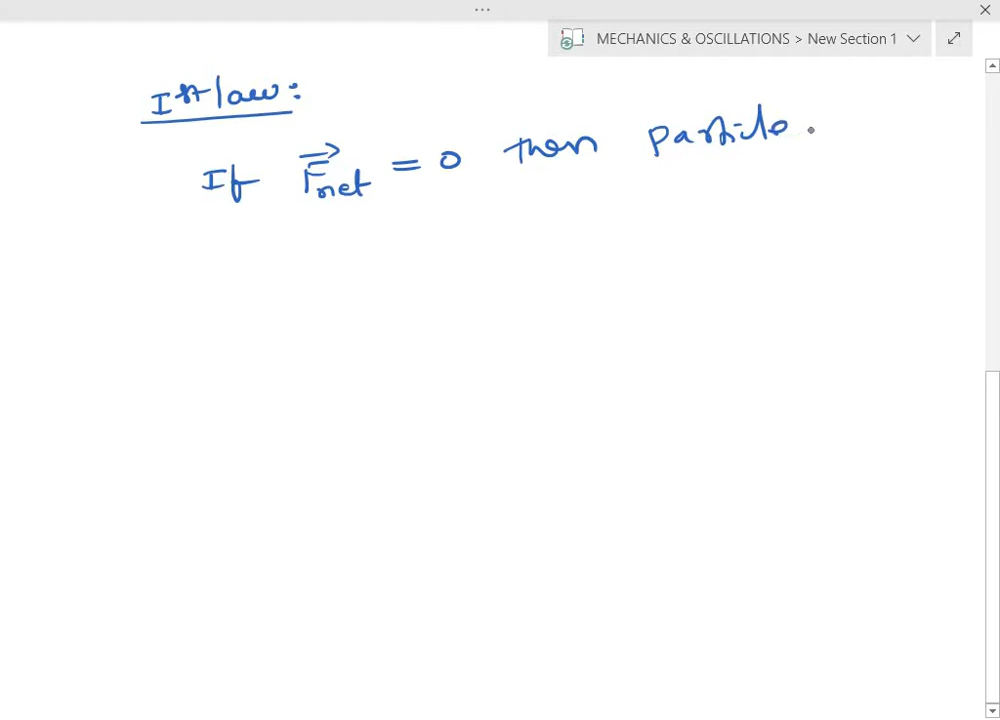 ...
MECHANICS & OSCILLATIONS > New Section 1
Ist law:
If F⃗net = 0 then particle